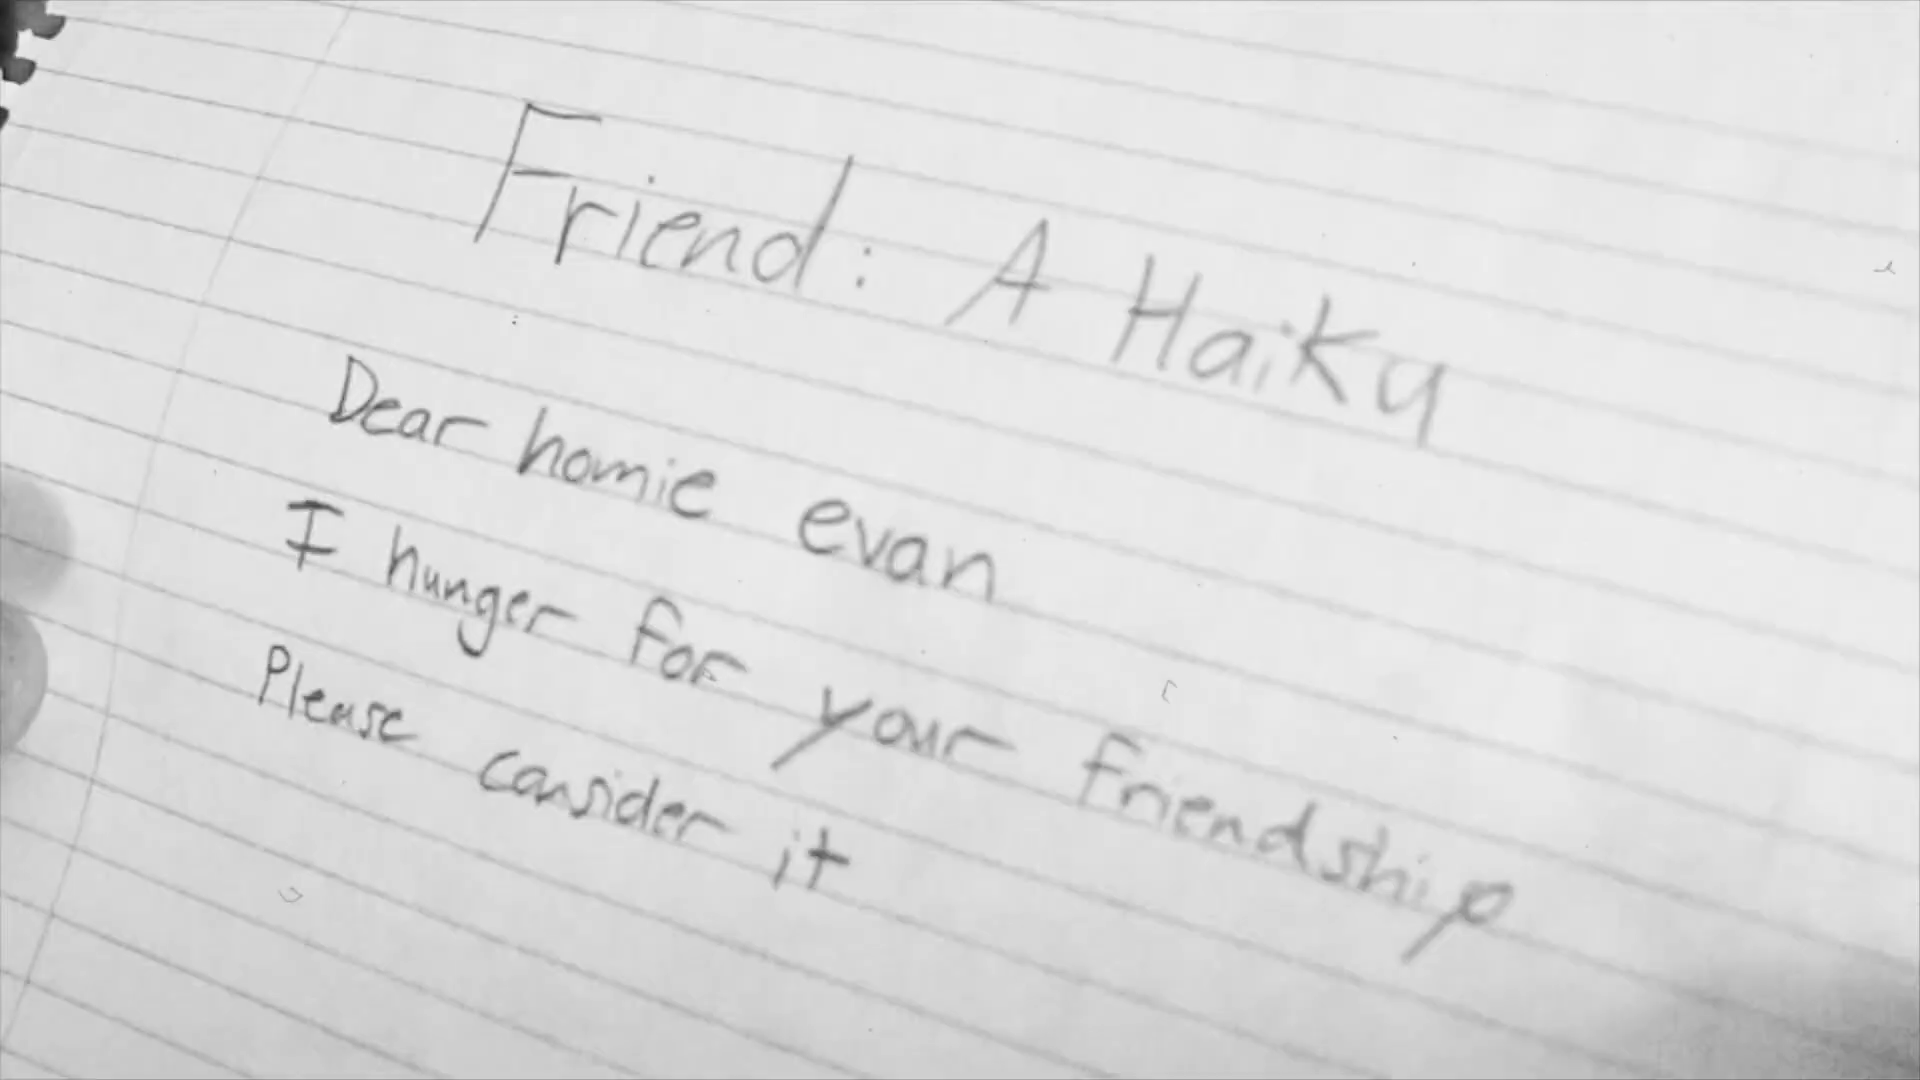 Friend: A Haiku
Dear homie evan
I hunger for your friendship
Please consider it